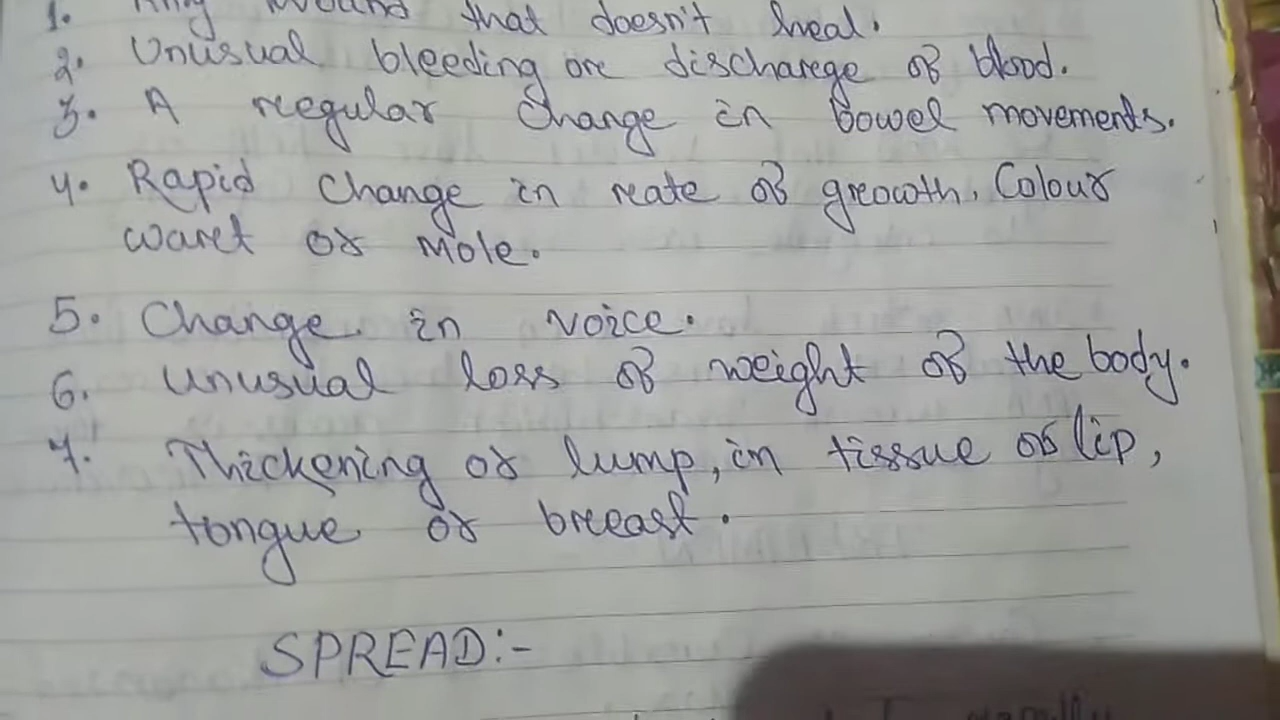 1. Any wound that doesn't heal.
2. Unusual bleeding or discharge of blood.
3. A regular change in bowel movements.
4. Rapid change in rate of growth, Colour
wart or Mole.
5. Change in voice.
6. Unusual loss of weight of the body.
7. Thickening or lump, in tissue of lip,
tongue or breast.
SPREAD:-